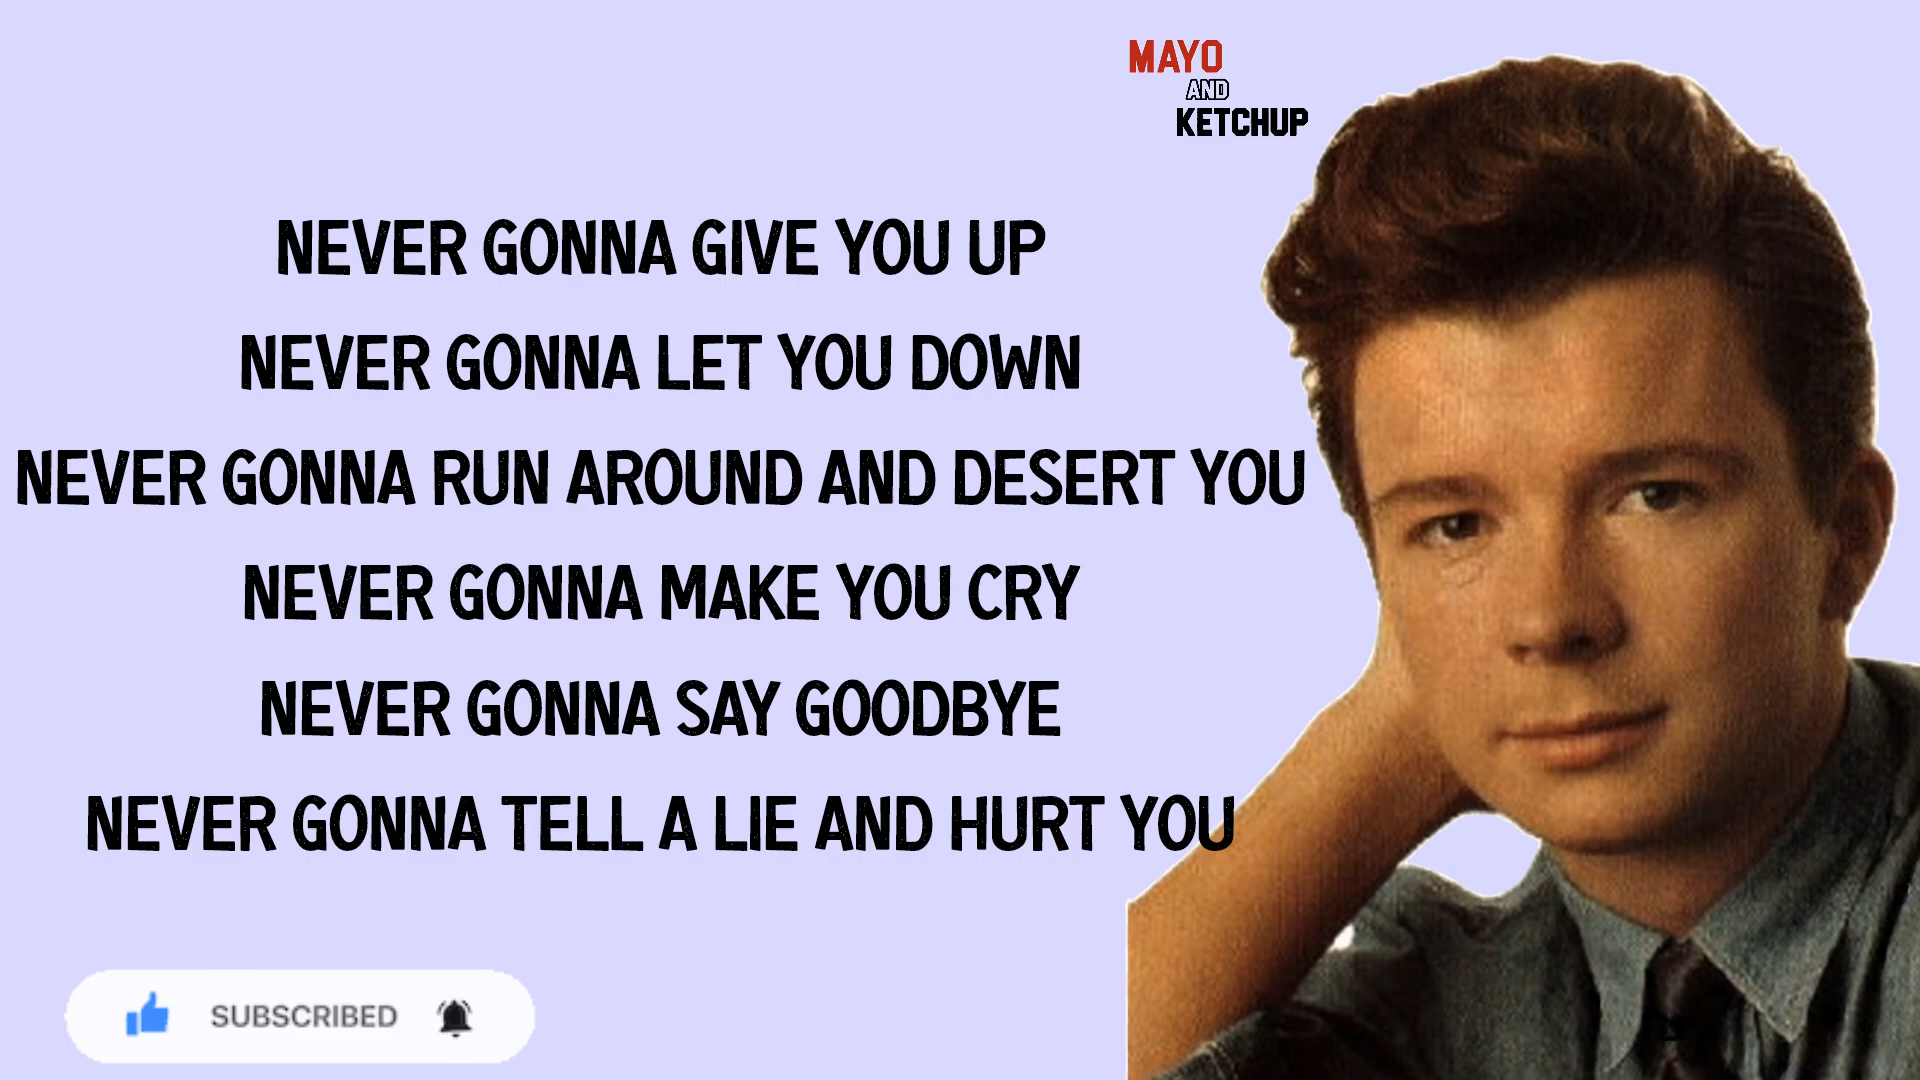 MAYO
AND
KETCHUP
NEVER GONNA GIVE YOU UP
NEVER GONNA LET YOU DOWN
NEVER GONNA RUN AROUND AND DESERT YOU
NEVER GONNA MAKE YOU CRY
NEVER GONNA SAY GOODBYE
NEVER GONNA TELL A LIE AND HURT YOU
SUBSCRIBED